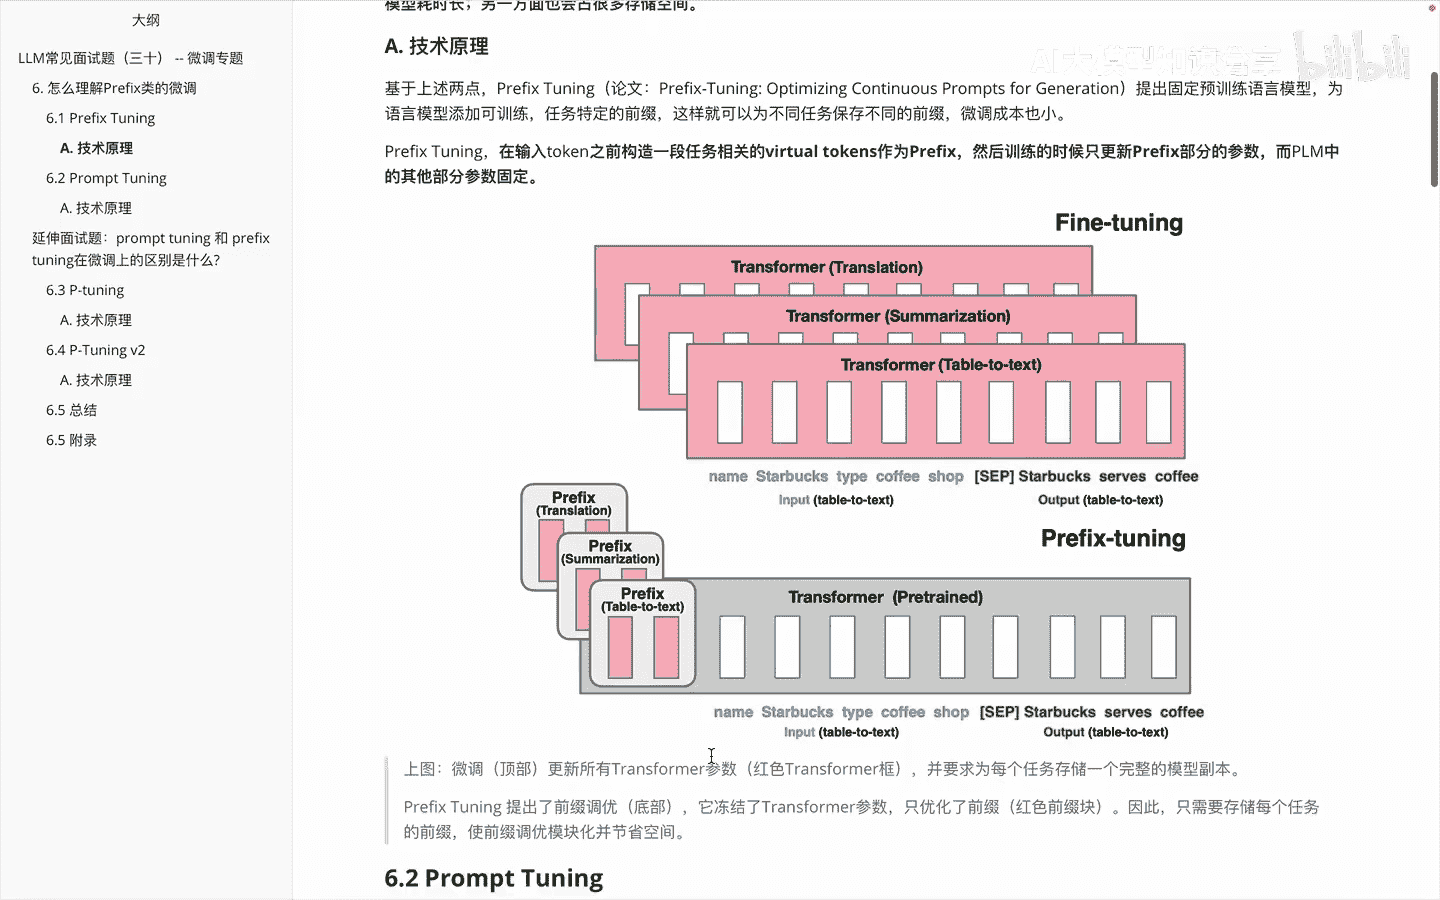 大纲
LLM常见面试题（三十） -- 微调专题
6. 怎么理解Prefix类的微调
6.1 Prefix Tuning
A. 技术原理
6.2 Prompt Tuning
A. 技术原理
延伸面试题：prompt tuning 和 prefix
tuning在微调上的区别是什么？
6.3 P-tuning
A. 技术原理
6.4 P-Tuning v2
A. 技术原理
6.5 总结
6.5 附录
模型耗时长；另一方面也会占很多存储空间。
A. 技术原理
AI大模型知识分享 bilibili
基于上述两点，Prefix Tuning（论文：Prefix-Tuning: Optimizing Continuous Prompts for Generation）提出固定预训练语言模型，为
语言模型添加可训练，任务特定的前缀，这样就可以为不同任务保存不同的前缀，微调成本也小。
Prefix Tuning，在输入token之前构造一段任务相关的virtual tokens作为Prefix，然后训练的时候只更新Prefix部分的参数，而PLM中
的其他部分参数固定。
Fine-tuning
Transformer (Translation)
Transformer (Summarization)
Transformer (Table-to-text)
name Starbucks type coffee shop [SEP] Starbucks serves coffee
Input (table-to-text) Output (table-to-text)
Prefix-tuning
Prefix
(Translation)
Prefix
(Summarization)
Prefix
(Table-to-text)
Transformer (Pretrained)
name Starbucks type coffee shop [SEP] Starbucks serves coffee
Input (table-to-text) Output (table-to-text)
上图：微调（顶部）更新所有Transformer参数（红色Transformer框），并要求为每个任务存储一个完整的模型副本。
Prefix Tuning 提出了前缀调优（底部），它冻结了Transformer参数，只优化了前缀（红色前缀块）。因此，只需要存储每个任务
的前缀，使前缀调优模块化并节省空间。
6.2 Prompt Tuning